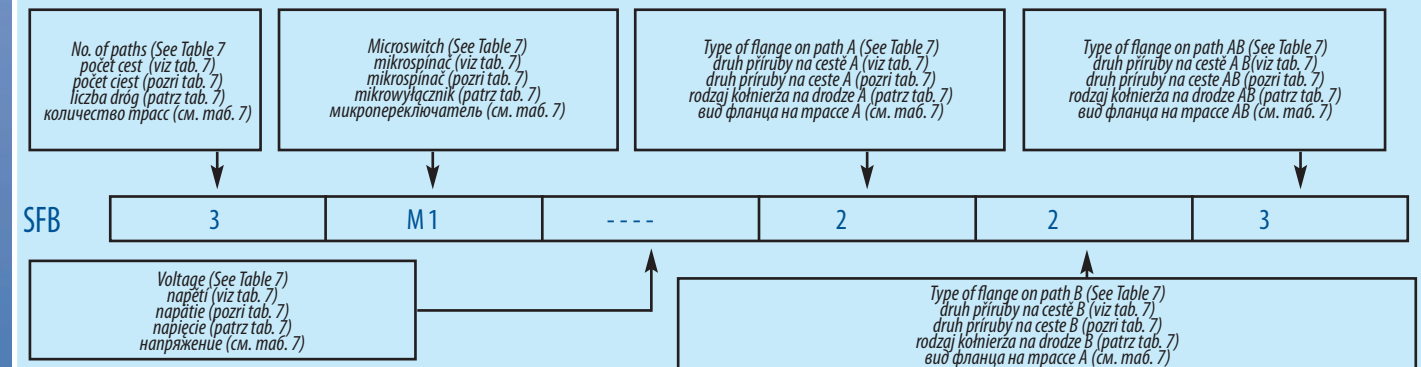 No. of paths (See Table 7
počet cest (viz tab. 7)
počet ciest (pozri tab. 7)
liczba dróg (patrz tab. 7)
количество трасс (см. таб. 7)
Microswitch (See Table 7)
mikrospínač (viz tab. 7)
mikrospínač (pozri tab. 7)
mikrowyłącznik (patrz tab. 7)
микропереключатель (см. таб. 7)
Type of flange on path A (See Table 7)
druh příruby na cestě A (viz tab. 7)
druh príruby na ceste A (pozri tab. 7)
rodzgj kołnierza na drodze A (patrz tab. 7)
вид фланца на трассе A (см. таб. 7)
Type of flange on path AB (See Table 7)
druh příruby na cestě A B(viz tab. 7)
druh príruby na ceste AB (pozri tab. 7)
rodzgj kołnierza na drodze AB (patrz tab. 7)
вид фланца на трассе AB (см. таб. 7)
SFB 3 M 1 - - - - 2 2 3
Voltage (See Table 7)
napětí (viz tab. 7)
napätie (pozri tab. 7)
napięcie (patrz tab. 7)
напряжение (см. таб. 7)
Type of flange on path B (See Table 7)
druh příruby na cestě B (viz tab. 7)
druh príruby na ceste B (pozri tab. 7)
rodzgj kołnierza na drodze B (patrz tab. 7)
вид фланца на трассе A (см. таб. 7)